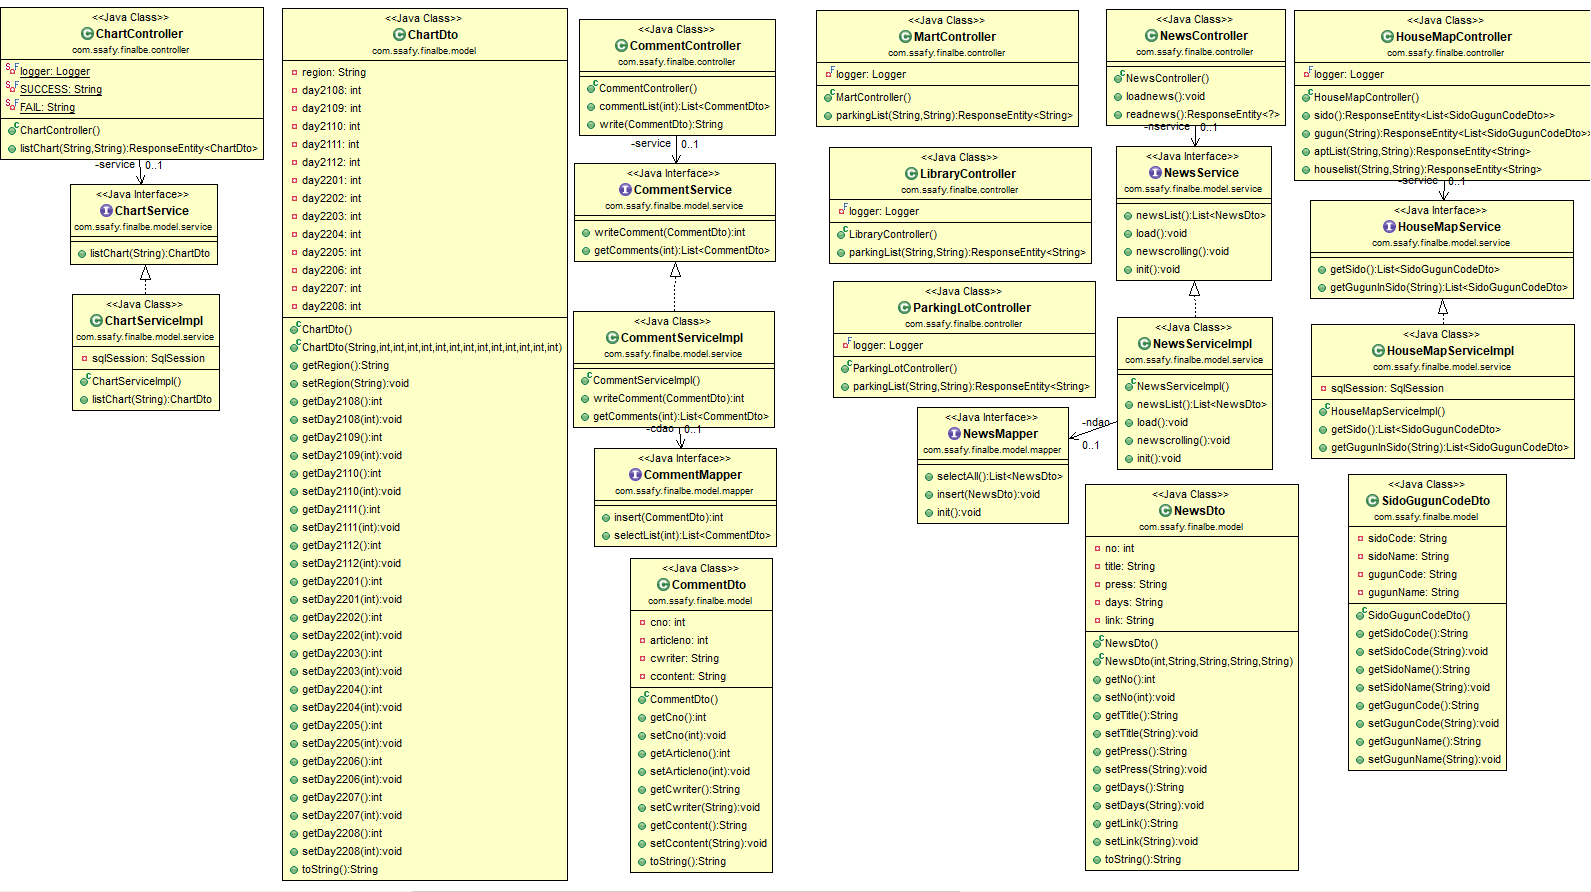 <<Java Class>>
ChartController
com.ssafy.finalbe.controller
logger: Logger
SUCCESS: String
FAIL: String
ChartController()
listChart(String,String):ResponseEntity<ChartDto>
-service 0..1
<<Java Interface>>
ChartService
com.ssafy.finalbe.model.service
listChart(String):ChartDto
<<Java Class>>
ChartServiceImpl
com.ssafy.finalbe.model.service
sqlSession: SqlSession
ChartServiceImpl()
listChart(String):ChartDto
<<Java Class>>
ChartDto
com.ssafy.finalbe.model
region: String
day2108: int
day2109: int
day2110: int
day2111: int
day2112: int
day2201: int
day2202: int
day2203: int
day2204: int
day2205: int
day2206: int
day2207: int
day2208: int
ChartDto()
ChartDto(String,int,int,int,int,int,int,int,int,int,int,int,int,int)
getRegion():String
setRegion(String):void
getDay2108():int
setDay2108(int):void
getDay2109():int
setDay2109(int):void
getDay2110():int
setDay2110(int):void
getDay2111():int
setDay2111(int):void
getDay2112():int
setDay2112(int):void
getDay2201():int
setDay2201(int):void
getDay2202():int
setDay2202(int):void
getDay2203():int
setDay2203(int):void
getDay2204():int
setDay2204(int):void
getDay2205():int
setDay2205(int):void
getDay2206():int
setDay2206(int):void
getDay2207():int
setDay2207(int):void
getDay2208():int
setDay2208(int):void
toString():String
<<Java Class>>
CommentController
com.ssafy.finalbe.controller
CommentController()
commentList(int):List<CommentDto>
write(CommentDto):String
-service 0..1
<<Java Interface>>
CommentService
com.ssafy.finalbe.model.service
writeComment(CommentDto):int
getComments(int):List<CommentDto>
<<Java Class>>
CommentServiceImpl
com.ssafy.finalbe.model.service
CommentServiceImpl()
writeComment(CommentDto):int
getComments(int):List<CommentDto>
-cdao 0..1
<<Java Interface>>
CommentMapper
com.ssafy.finalbe.model.mapper
insert(CommentDto):int
selectList(int):List<CommentDto>
<<Java Class>>
CommentDto
com.ssafy.finalbe.model
cno: int
articleno: int
cwriter: String
ccontent: String
CommentDto()
getCno():int
setCno(int):void
getArticleno():int
setArticleno(int):void
getCwriter():String
setCwriter(String):void
getCcontent():String
setCcontent(String):void
toString():String
<<Java Class>>
MartController
com.ssafy.finalbe.controller
logger: Logger
MartController()
parkingList(String,String):ResponseEntity<String>
<<Java Class>>
LibraryController
com.ssafy.finalbe.controller
logger: Logger
LibraryController()
parkingList(String,String):ResponseEntity<String>
<<Java Class>>
ParkingLotController
com.ssafy.finalbe.controller
logger: Logger
ParkingLotController()
parkingList(String,String):ResponseEntity<String>
<<Java Interface>>
NewsMapper
com.ssafy.finalbe.model.mapper
selectAll():List<NewsDto>
insert(NewsDto):void
init():void
<<Java Class>>
NewsController
com.ssafy.finalbe.controller
NewsController()
loadnews():void
readnews():ResponseEntity<?>
-nservice 0..1
<<Java Interface>>
NewsService
com.ssafy.finalbe.model.service
newsList():List<NewsDto>
load():void
newscrolling():void
init():void
<<Java Class>>
NewsServiceImpl
com.ssafy.finalbe.model.service
NewsServiceImpl()
newsList():List<NewsDto>
load():void
newscrolling():void
init():void
-ndao
0..1
<<Java Class>>
NewsDto
com.ssafy.finalbe.model
no: int
title: String
press: String
days: String
link: String
NewsDto()
NewsDto(int,String,String,String,String)
getNo():int
setNo(int):void
getTitle():String
setTitle(String):void
getPress():String
setPress(String):void
getDays():String
setDays(String):void
getLink():String
setLink(String):void
toString():String
<<Java Class>>
HouseMapController
com.ssafy.finalbe.controller
logger: Logger
HouseMapController()
sido():ResponseEntity<List<SidoGugunCodeDto>>
gugun(String):ResponseEntity<List<SidoGugunCodeDto>>
aptList(String,String):ResponseEntity<String>
houselist(String,String):ResponseEntity<String>
-service 0..1
<<Java Interface>>
HouseMapService
com.ssafy.finalbe.model.service
getSido():List<SidoGugunCodeDto>
getGugunInSido(String):List<SidoGugunCodeDto>
<<Java Class>>
HouseMapServiceImpl
com.ssafy.finalbe.model.service
sqlSession: SqlSession
HouseMapServiceImpl()
getSido():List<SidoGugunCodeDto>
getGugunInSido(String):List<SidoGugunCodeDto>
<<Java Class>>
SidoGugunCodeDto
com.ssafy.finalbe.model
sidoCode: String
sidoName: String
gugunCode: String
gugunName: String
SidoGugunCodeDto()
getSidoCode():String
setSidoCode(String):void
getSidoName():String
setSidoName(String):void
getGugunCode():String
setGugunCode(String):void
getGugunName():String
setGugunName(String):void